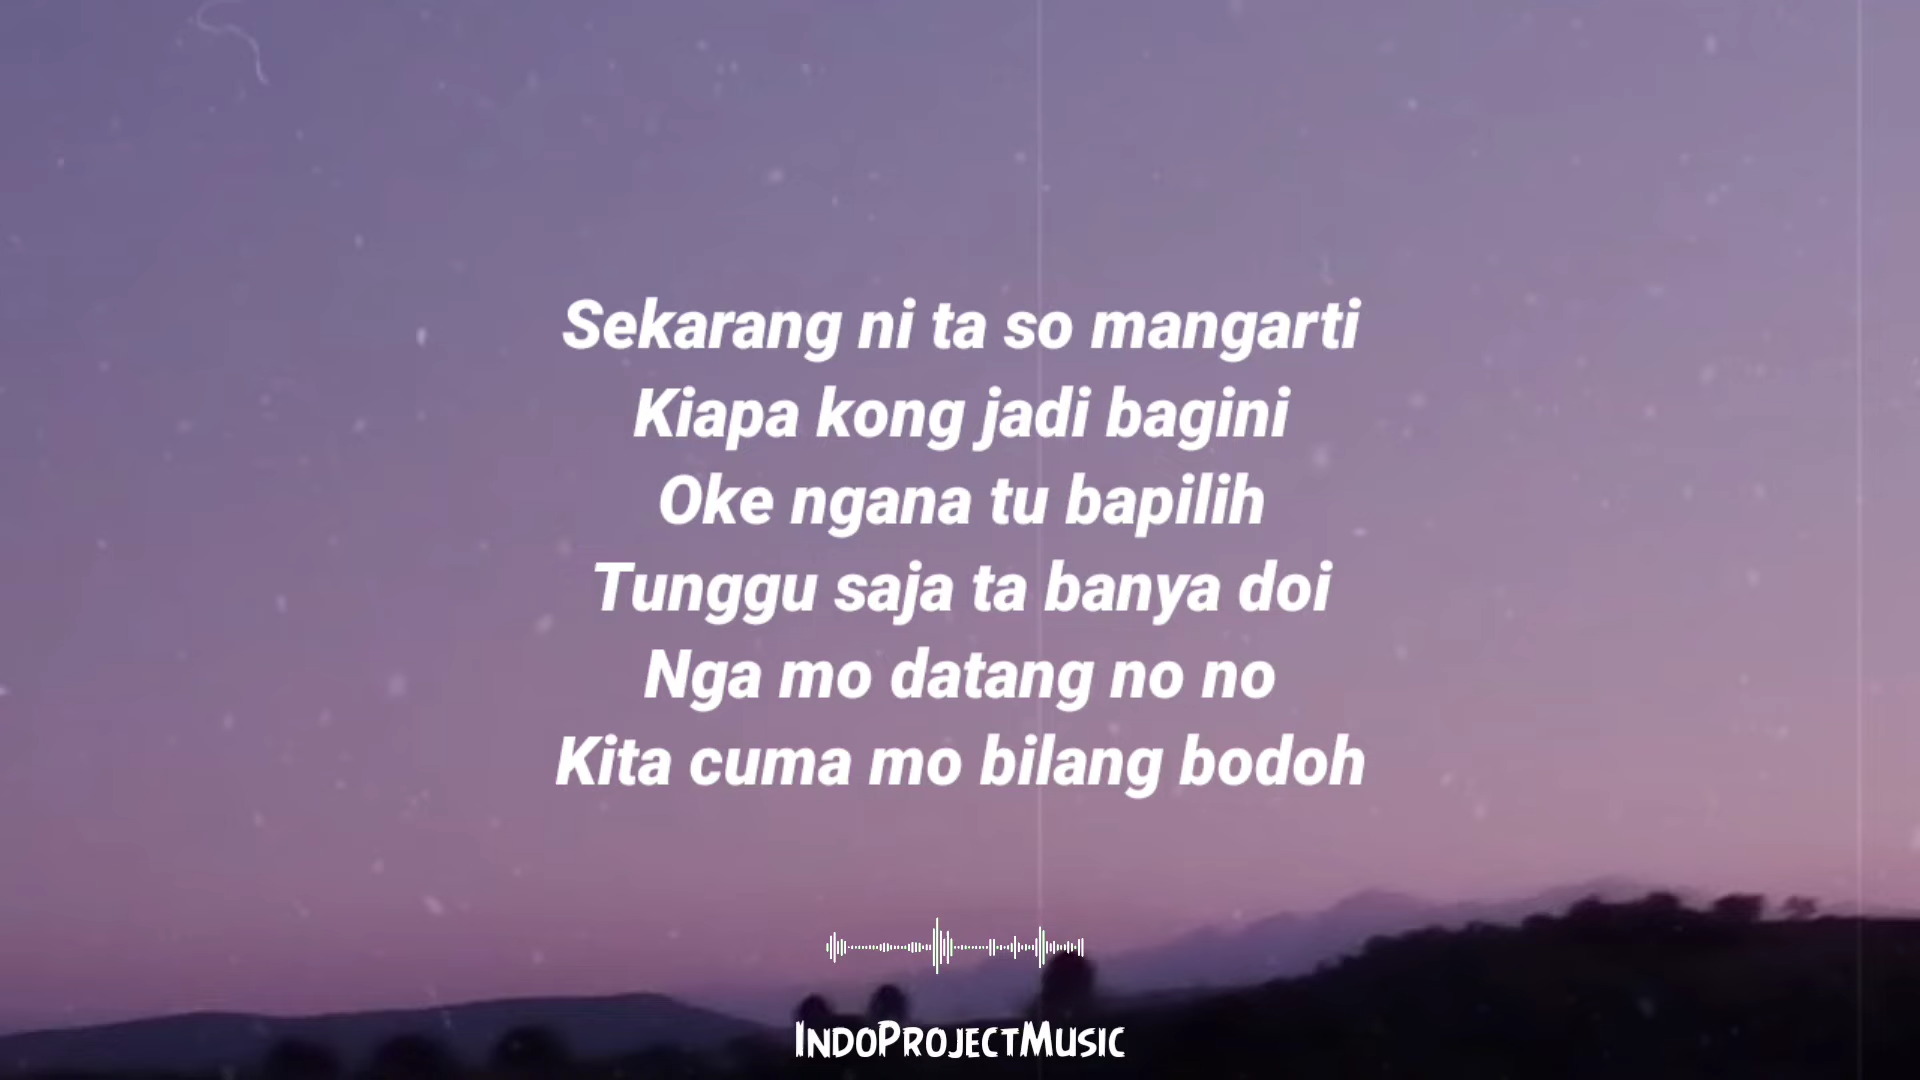 Sekarang ni ta so mangarti
Kiapa kong jadi bagini
Oke ngana tu bapilih
Tunggu saja ta banya doi
Nga mo datang no no
Kita cuma mo bilang bodoh
IndoProjectMusic